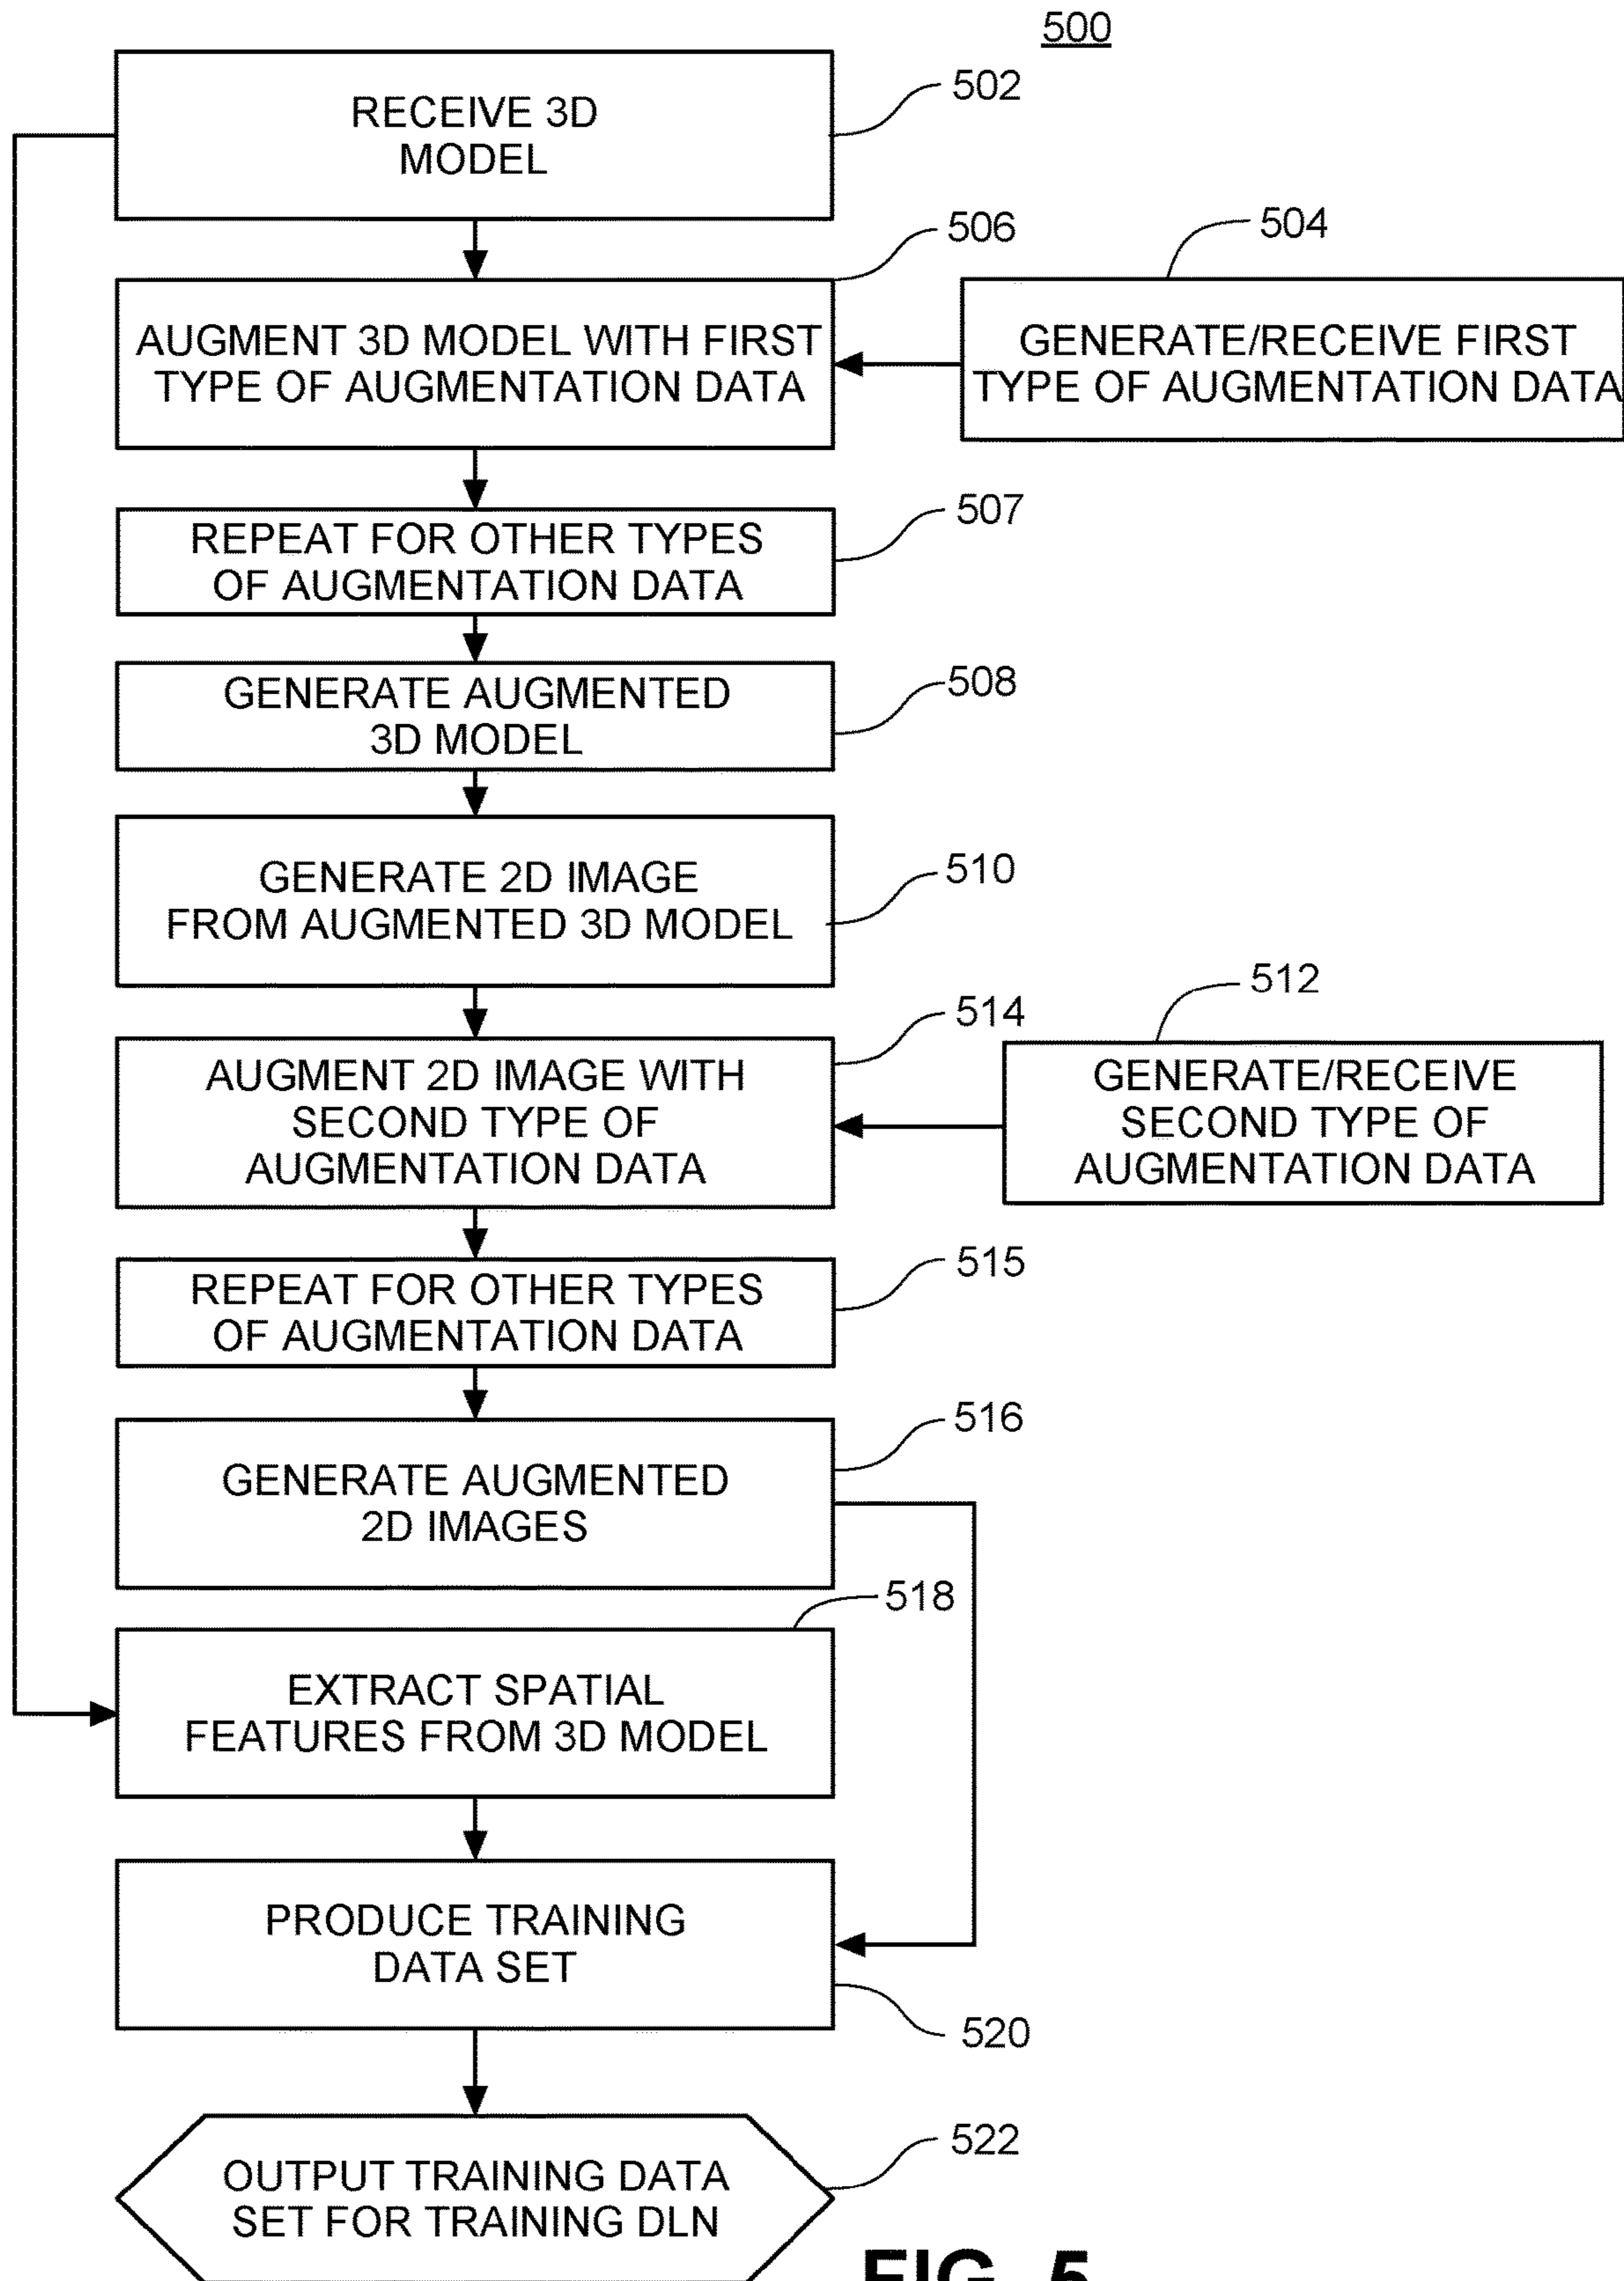 500
RECEIVE 3D
MODEL
502
506
504
AUGMENT 3D MODEL WITH FIRST
TYPE OF AUGMENTATION DATA
GENERATE/RECEIVE FIRST
TYPE OF AUGMENTATION DATA
507
REPEAT FOR OTHER TYPES
OF AUGMENTATION DATA
508
GENERATE AUGMENTED
3D MODEL
510
GENERATE 2D IMAGE
FROM AUGMENTED 3D MODEL
512
514
AUGMENT 2D IMAGE WITH
SECOND TYPE OF
AUGMENTATION DATA
GENERATE/RECEIVE
SECOND TYPE OF
AUGMENTATION DATA
515
REPEAT FOR OTHER TYPES
OF AUGMENTATION DATA
516
GENERATE AUGMENTED
2D IMAGES
518
EXTRACT SPATIAL
FEATURES FROM 3D MODEL
PRODUCE TRAINING
DATA SET
520
522
OUTPUT TRAINING DATA
SET FOR TRAINING DLN
FIG. 5